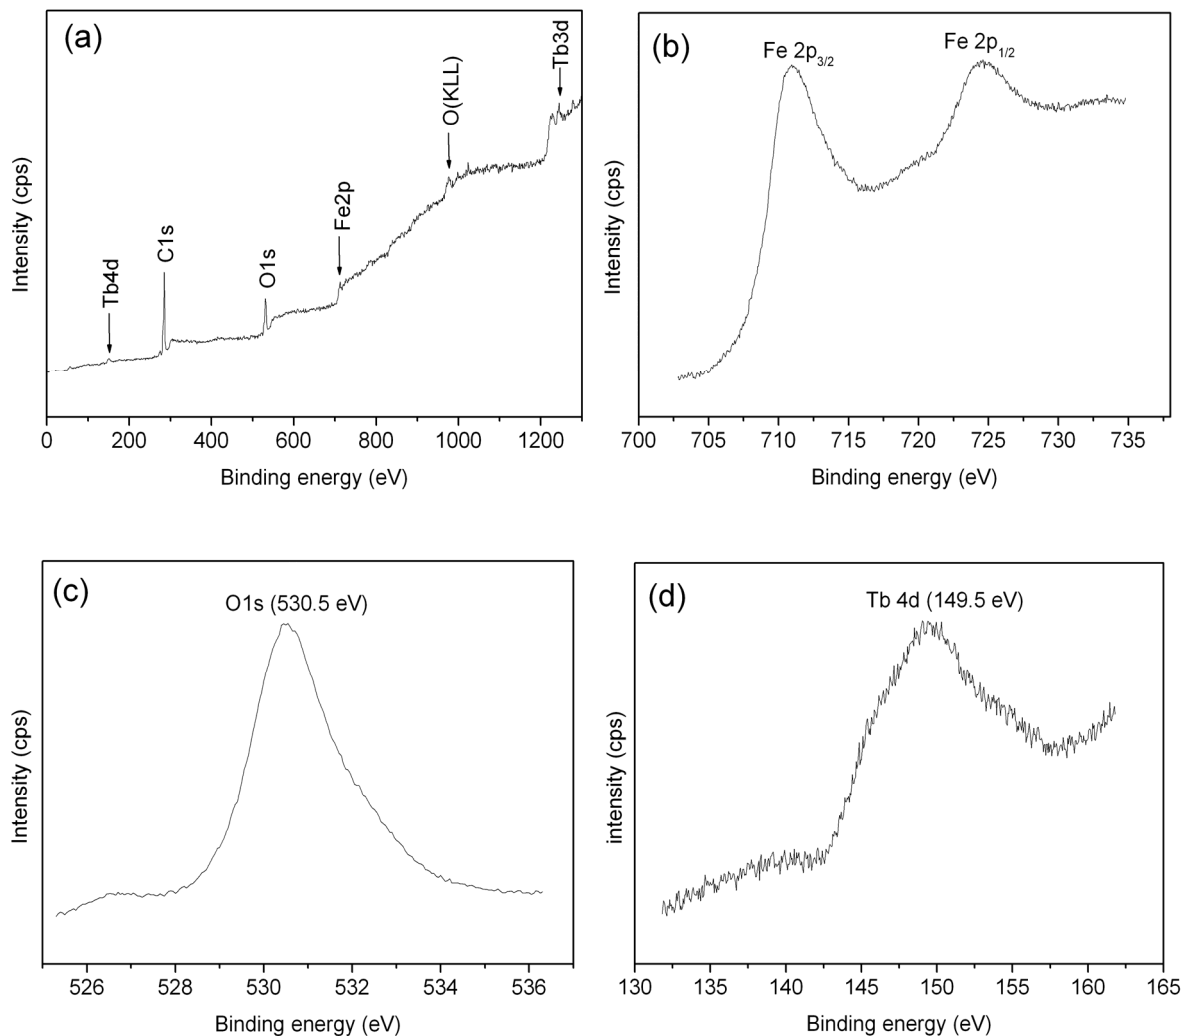 (a)
Tb4d
C1s
O1s
Fe2p
O(KLL)
Tb3d
Intensity (cps)
0 200 400 600 800 1000 1200
Binding energy (eV)
(b)
Fe 2p3/2
Fe 2p1/2
Intensity (cps)
700 705 710 715 720 725 730 735
Binding energy (eV)
(c)
O1s (530.5 eV)
Intensity (cps)
526 528 530 532 534 536
Binding energy (eV)
(d)
Tb 4d (149.5 eV)
intensity (cps)
130 135 140 145 150 155 160 165
Binding energy (eV)